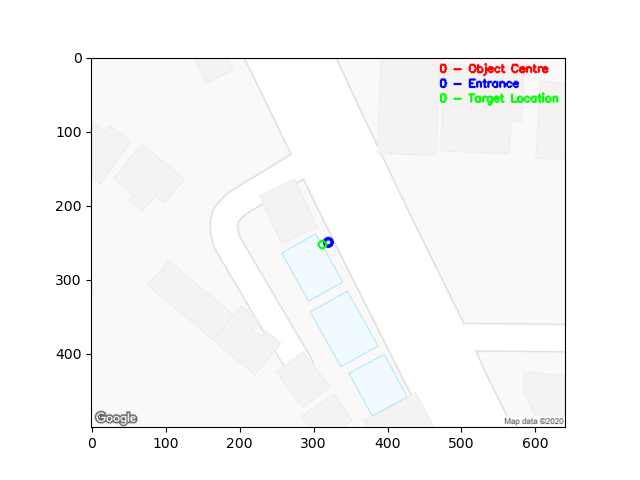 0 - Object Centre
0 - Entrance
0 - Target Location
0
100
200
300
400
0 100 200 300 400 500 600
Google
Map data ©2020